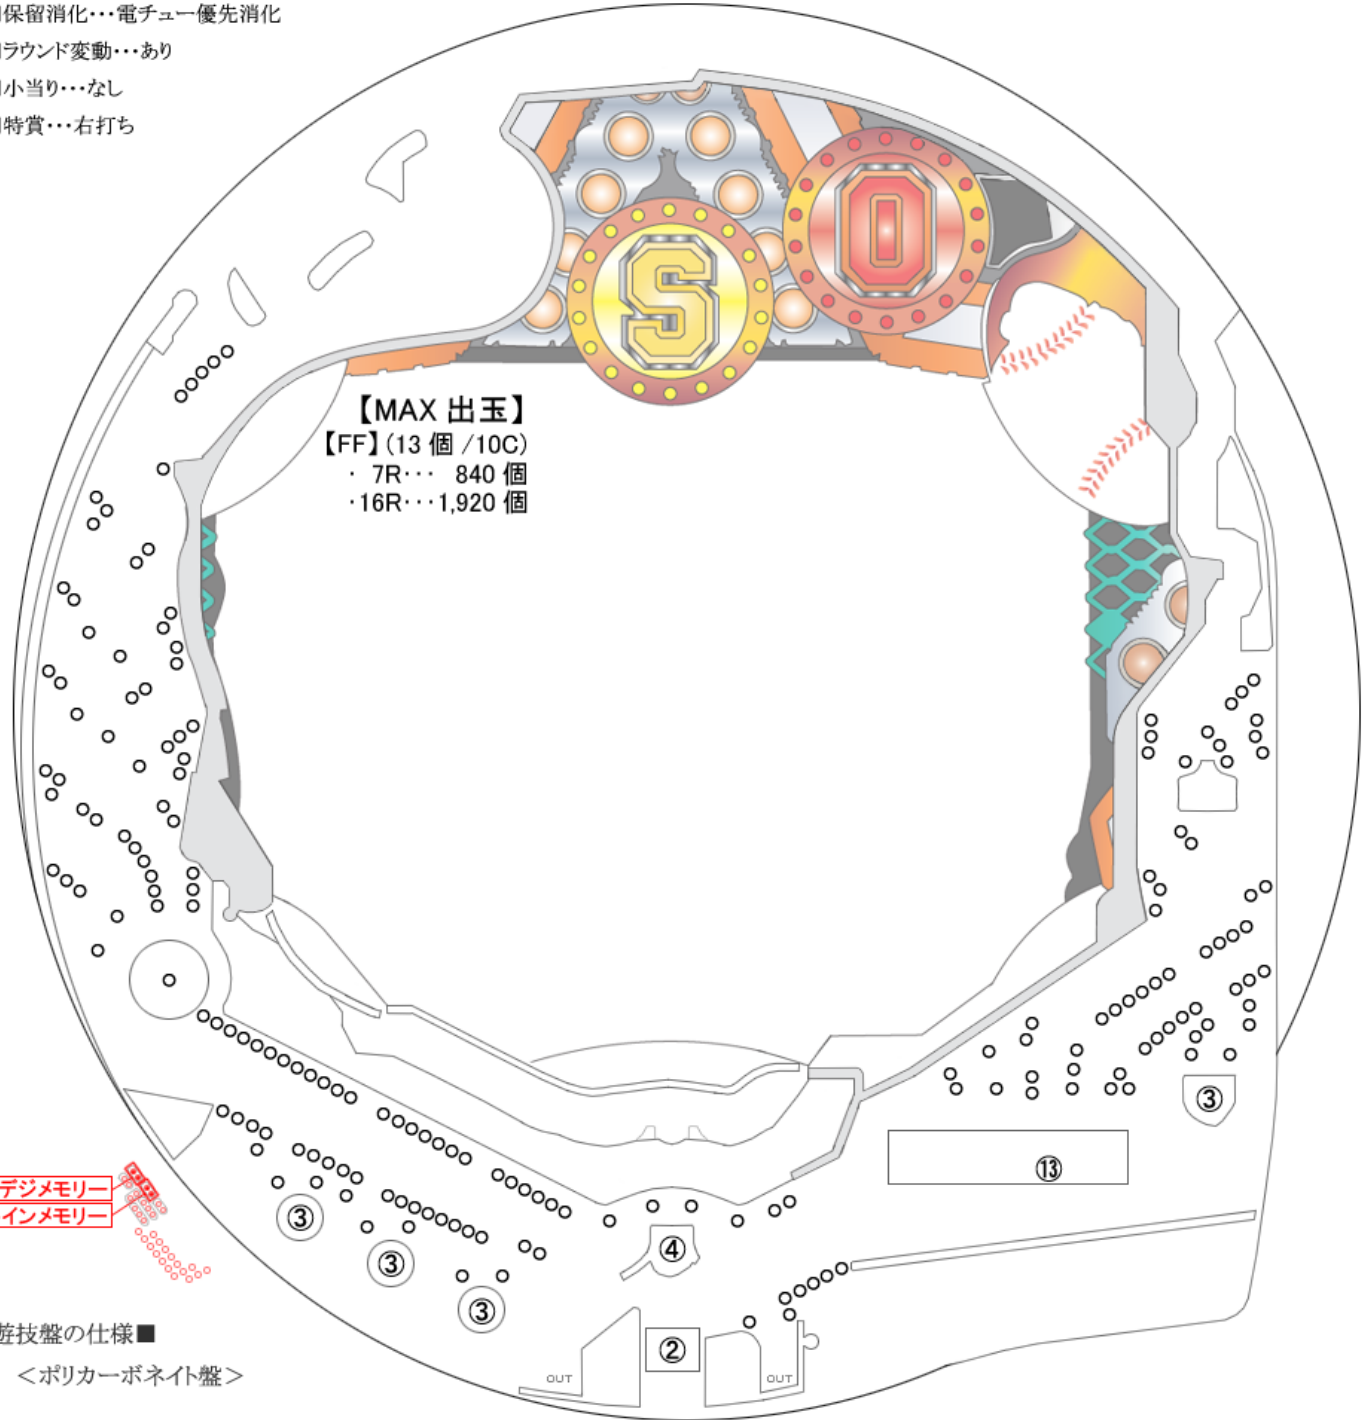 保留消化･･･電チュー優先消化
ラウンド変動･･･あり
小当り･･･なし
特賞･･･右打ち
S
O
【MAX 出玉】
【FF】(13 個 /10C)
・ 7R･･･ 840 個
・16R･･･1,920 個
③
⑬
デジメモリー
インメモリー
③
③
③
④
②
OUT
OUT
遊技盤の仕様■
＜ポリカーボネイト盤＞